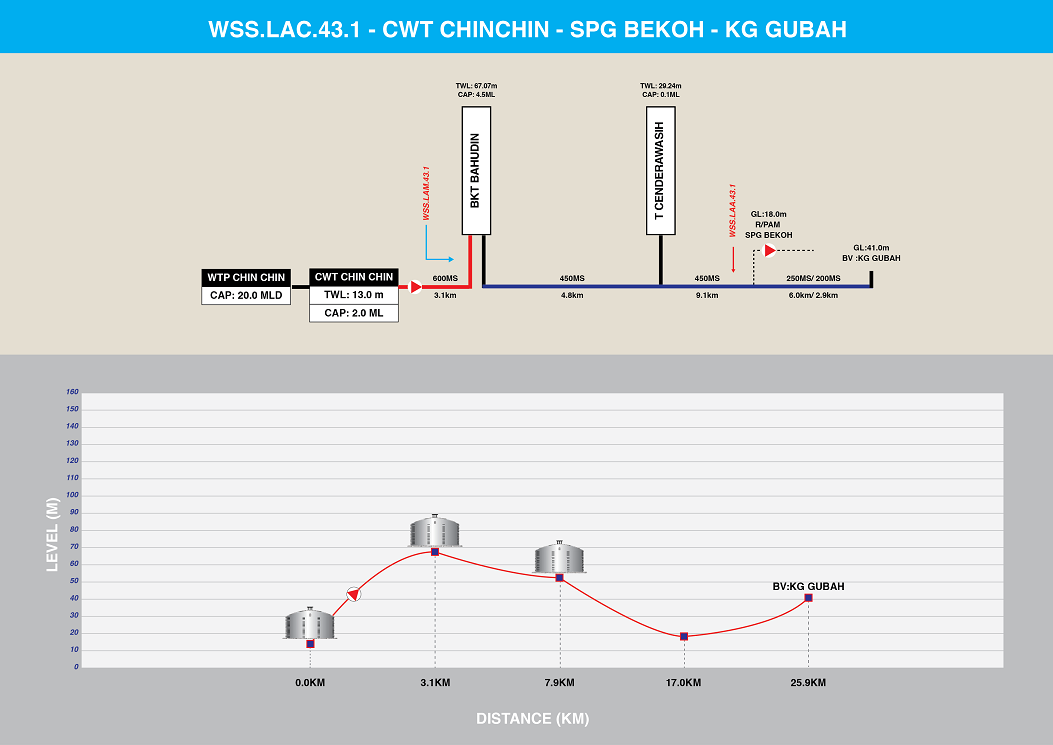 WSS.LAC.43.1 - CWT CHINCHIN - SPG BEKOH - KG GUBAH
TWL: 67.07m
CAP: 4.5ML
TWL: 29.24m
CAP: 0.1ML
BKT BAHUDIN
T CENDERAWASIH
WSS.LAM.43.1
WSS.LAA.43.1
GL:18.0m
R/PAM
SPG BEKOH
GL:41.0m
BV :KG GUBAH
WTP CHIN CHIN
CAP: 20.0 MLD
CWT CHIN CHIN
TWL: 13.0 m
CAP: 2.0 ML
600MS
3.1km
450MS
4.8km
450MS
9.1km
250MS/ 200MS
6.0km/ 2.9km
160
150
140
130
120
110
100
90
80
70
60
50
40
30
20
10
0
LEVEL (M)
BV:KG GUBAH
0.0KM
3.1KM
7.9KM
17.0KM
25.9KM
DISTANCE (KM)